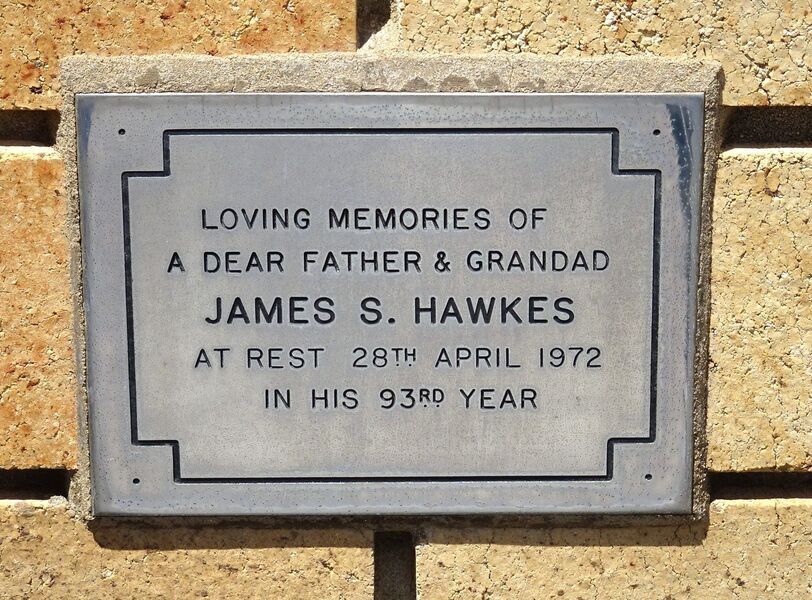 LOVING MEMORIES OF
A DEAR FATHER & GRANDAD
JAMES S. HAWKES
AT REST 28TH APRIL 1972
IN HIS 93RD YEAR